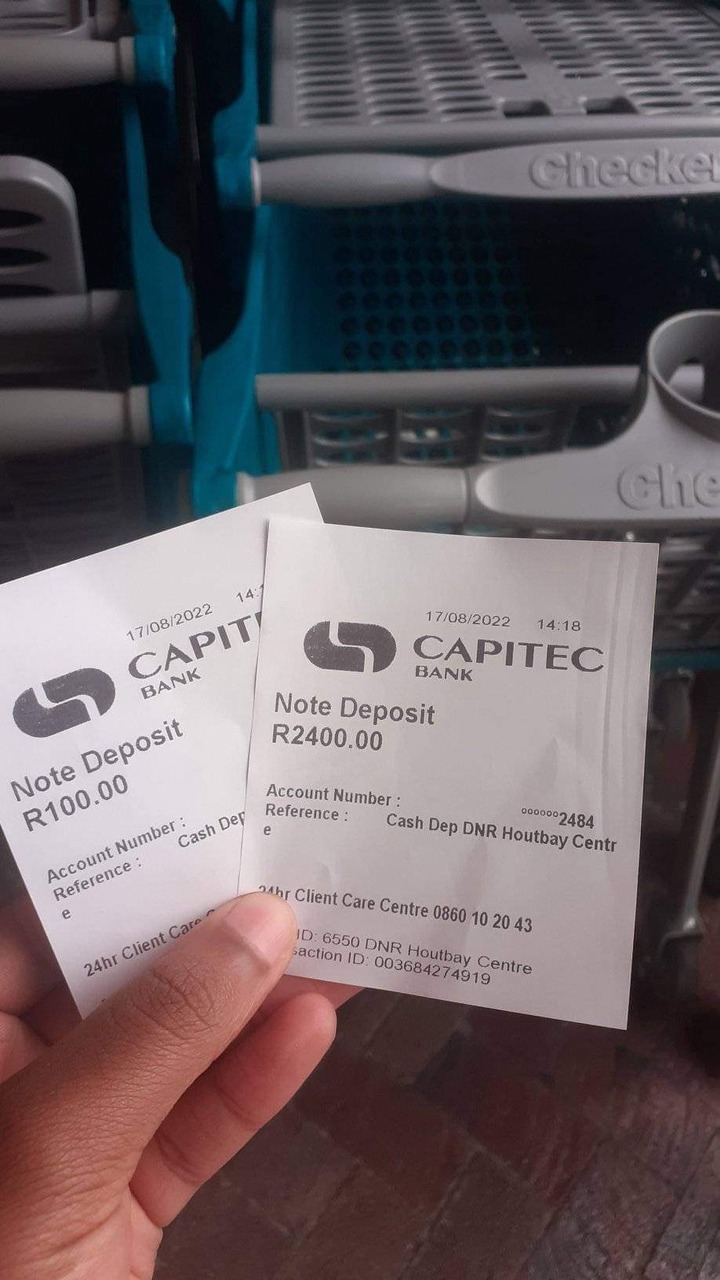 Checke
Che
17/08/2022 14:1
CAPIT
BANK
Note Deposit
R100.00
Account Number :
Reference : Cash Dep
e
24hr Client Care
17/08/2022 14:18
CAPITEC
BANK
Note Deposit
R2400.00
Account Number : °°°°°°2484
Reference : Cash Dep DNR Houtbay Centr
e
24hr Client Care Centre 0860 10 20 43
ID: 6550 DNR Houtbay Centre
saction ID: 003684274919